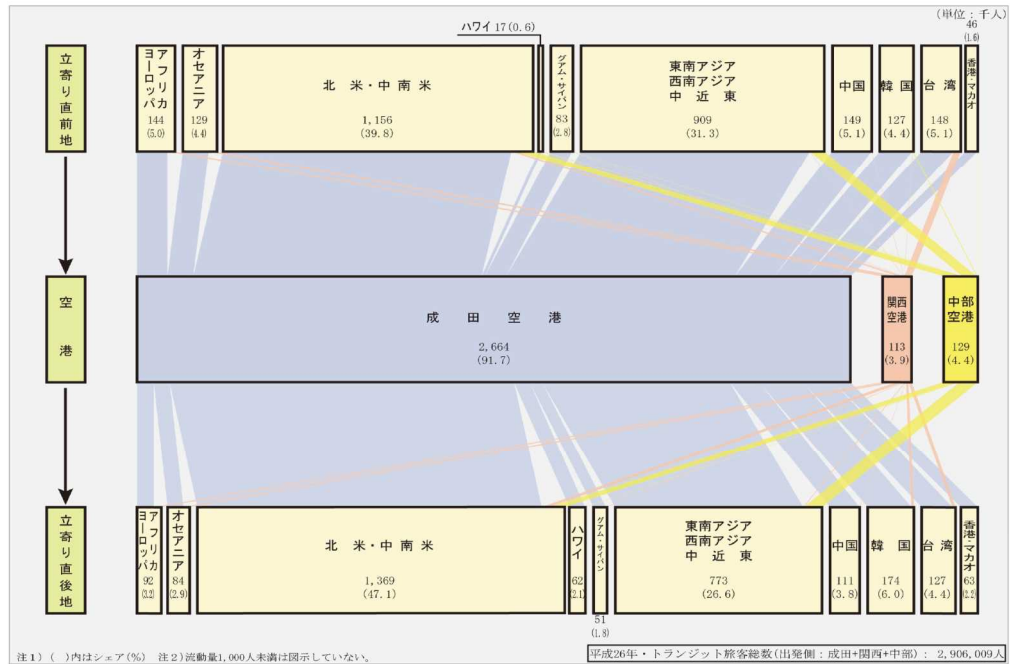 (単位：千人)
ハワイ 17(0.6)
46
(1.6)
立寄り直前地
アフリカ
ヨーロッパ
144
(5.0)
オセアニア
129
(4.4)
北米・中南米
1,156
(39.8)
グアム・サイパン
83
(2.8)
東南アジア
西南アジア
中近東
909
(31.3)
中国
149
(5.1)
韓国
127
(4.4)
台湾
148
(5.1)
香港・マカオ
空港
成田空港
2,664
(91.7)
関西
空港
113
(3.9)
中部
空港
129
(4.4)
立寄り直後地
アフリカ
ヨーロッパ
92
(3.2)
オセアニア
84
(2.9)
北米・中南米
1,369
(47.1)
ハワイ
62
(2.1)
グアム・サイパン
51
(1.8)
東南アジア
西南アジア
中近東
773
(26.6)
中国
111
(3.8)
韓国
174
(6.0)
台湾
127
(4.4)
香港・マカオ
63
(2.2)
注1）（　）内はシェア(%)　注2)流動量1,000人未満は図示していない。
平成26年・トランジット旅客総数(出発側：成田+関西+中部)：2,906,009人